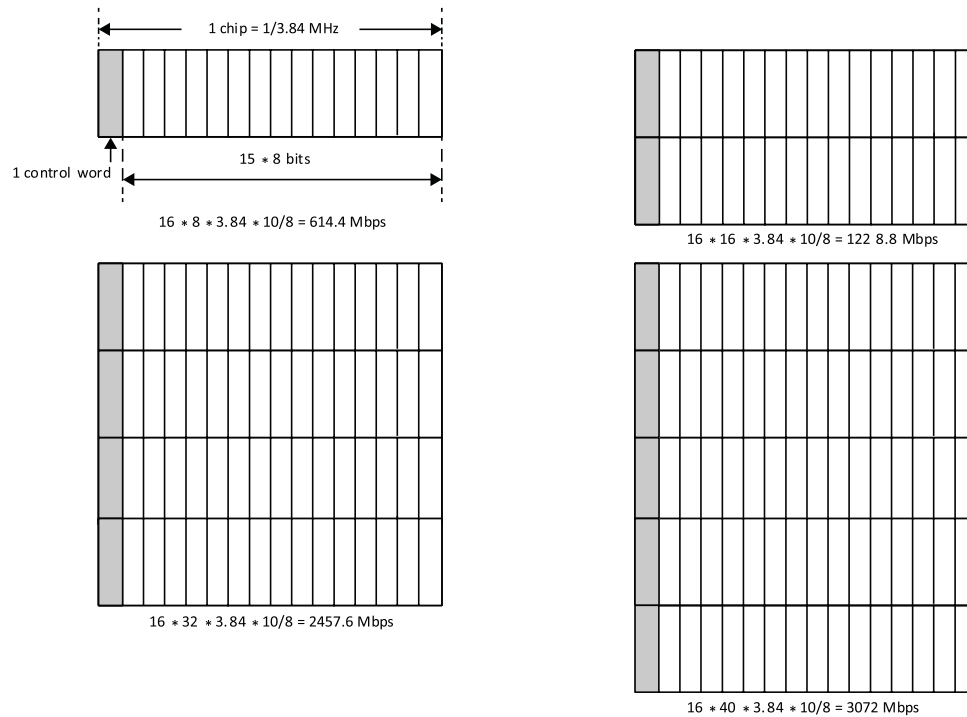 1 chip = 1/3.84 MHz
15 * 8 bits
1 control word
16 * 8 * 3.84 * 10/8 = 614.4 Mbps
16 * 16 * 3.84 * 10/8 = 122 8.8 Mbps
16 * 32 * 3.84 * 10/8 = 2457.6 Mbps
16 * 40 * 3.84 * 10/8 = 3072 Mbps